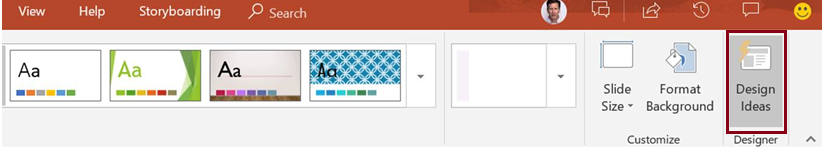 View Help Storyboarding Search
Aa Aa Aa Aa
Slide Size
Format Background
Design Ideas
Customize Designer